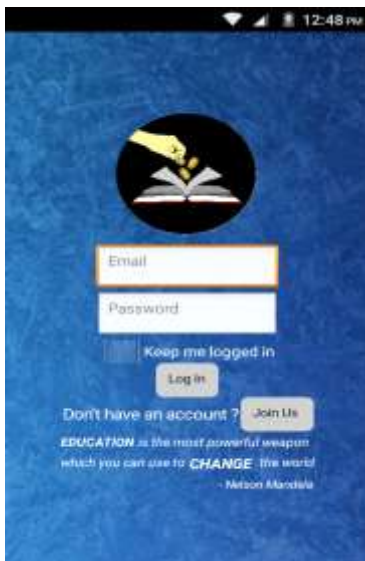 12:48 PM
Email
Password
Keep me logged in
Log In
Don't have an account ? Join Us
EDUCATION is the most powerful weapon
which you can use to CHANGE the world
- Nelson Mandela